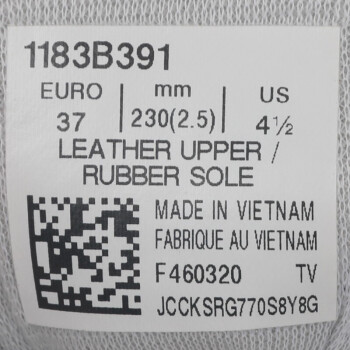 1183B391
EURO mm US
37 230(2.5) 4½
LEATHER UPPER /
RUBBER SOLE
MADE IN VIETNAM
FABRIQUE AU VIETNAM
F460320 TV
JCCKSRG770S8Y8G